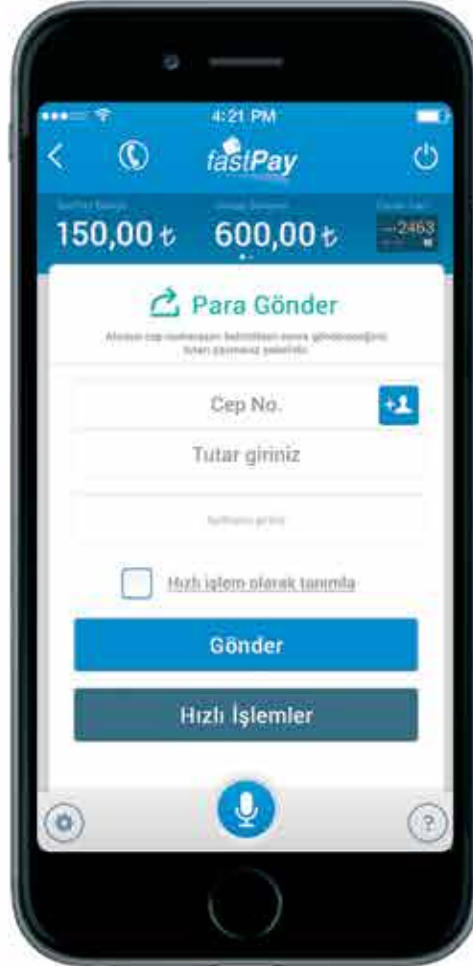 4:21 PM
fastPay
150,00 ₺ 600,00 ₺ 2463
Para Gönder
Cep No.
Tutar giriniz
Hızlı işlem olarak tanımla
Gönder
Hızlı İşlemler
?